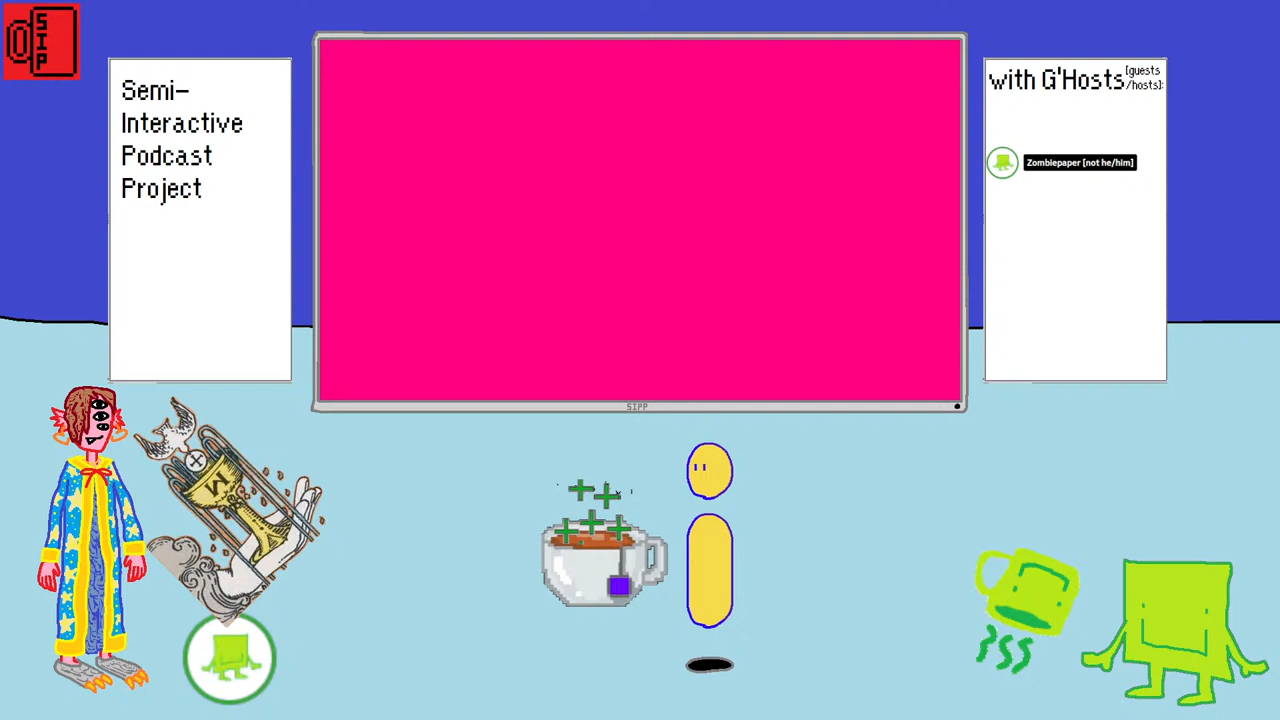 SIP
Semi-
Interactive
Podcast
Project
with G'Hosts [guests
/hosts]:
Zombiepaper [not he/him]
SIPP